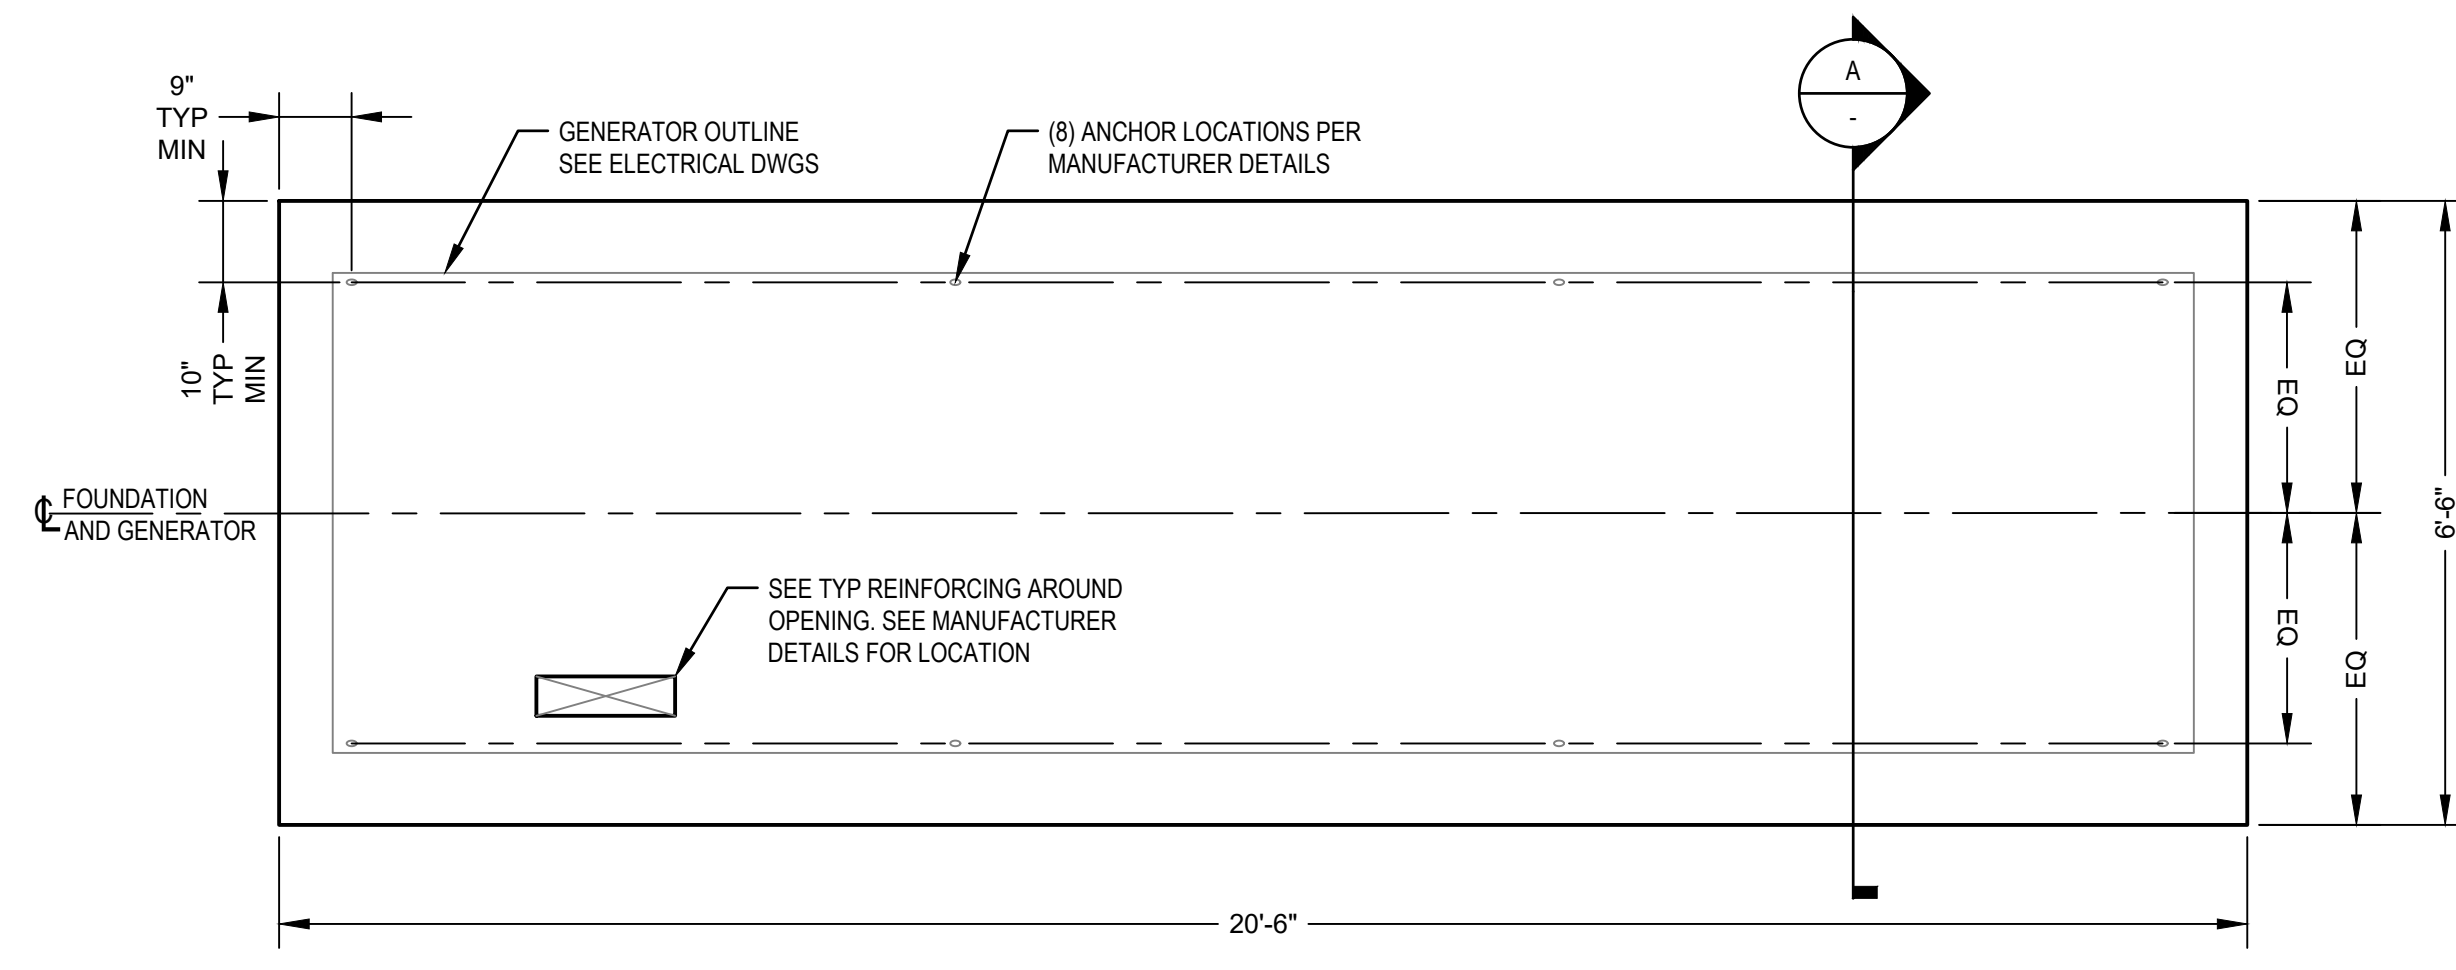 9"
TYP
MIN
A
-
GENERATOR OUTLINE
SEE ELECTRICAL DWGS
(8) ANCHOR LOCATIONS PER
MANUFACTURER DETAILS
10"
TYP
MIN
EQ
EQ
℄ FOUNDATION
AND GENERATOR
6'-6"
SEE TYP REINFORCING AROUND
OPENING. SEE MANUFACTURER
DETAILS FOR LOCATION
EQ
EQ
20'-6"